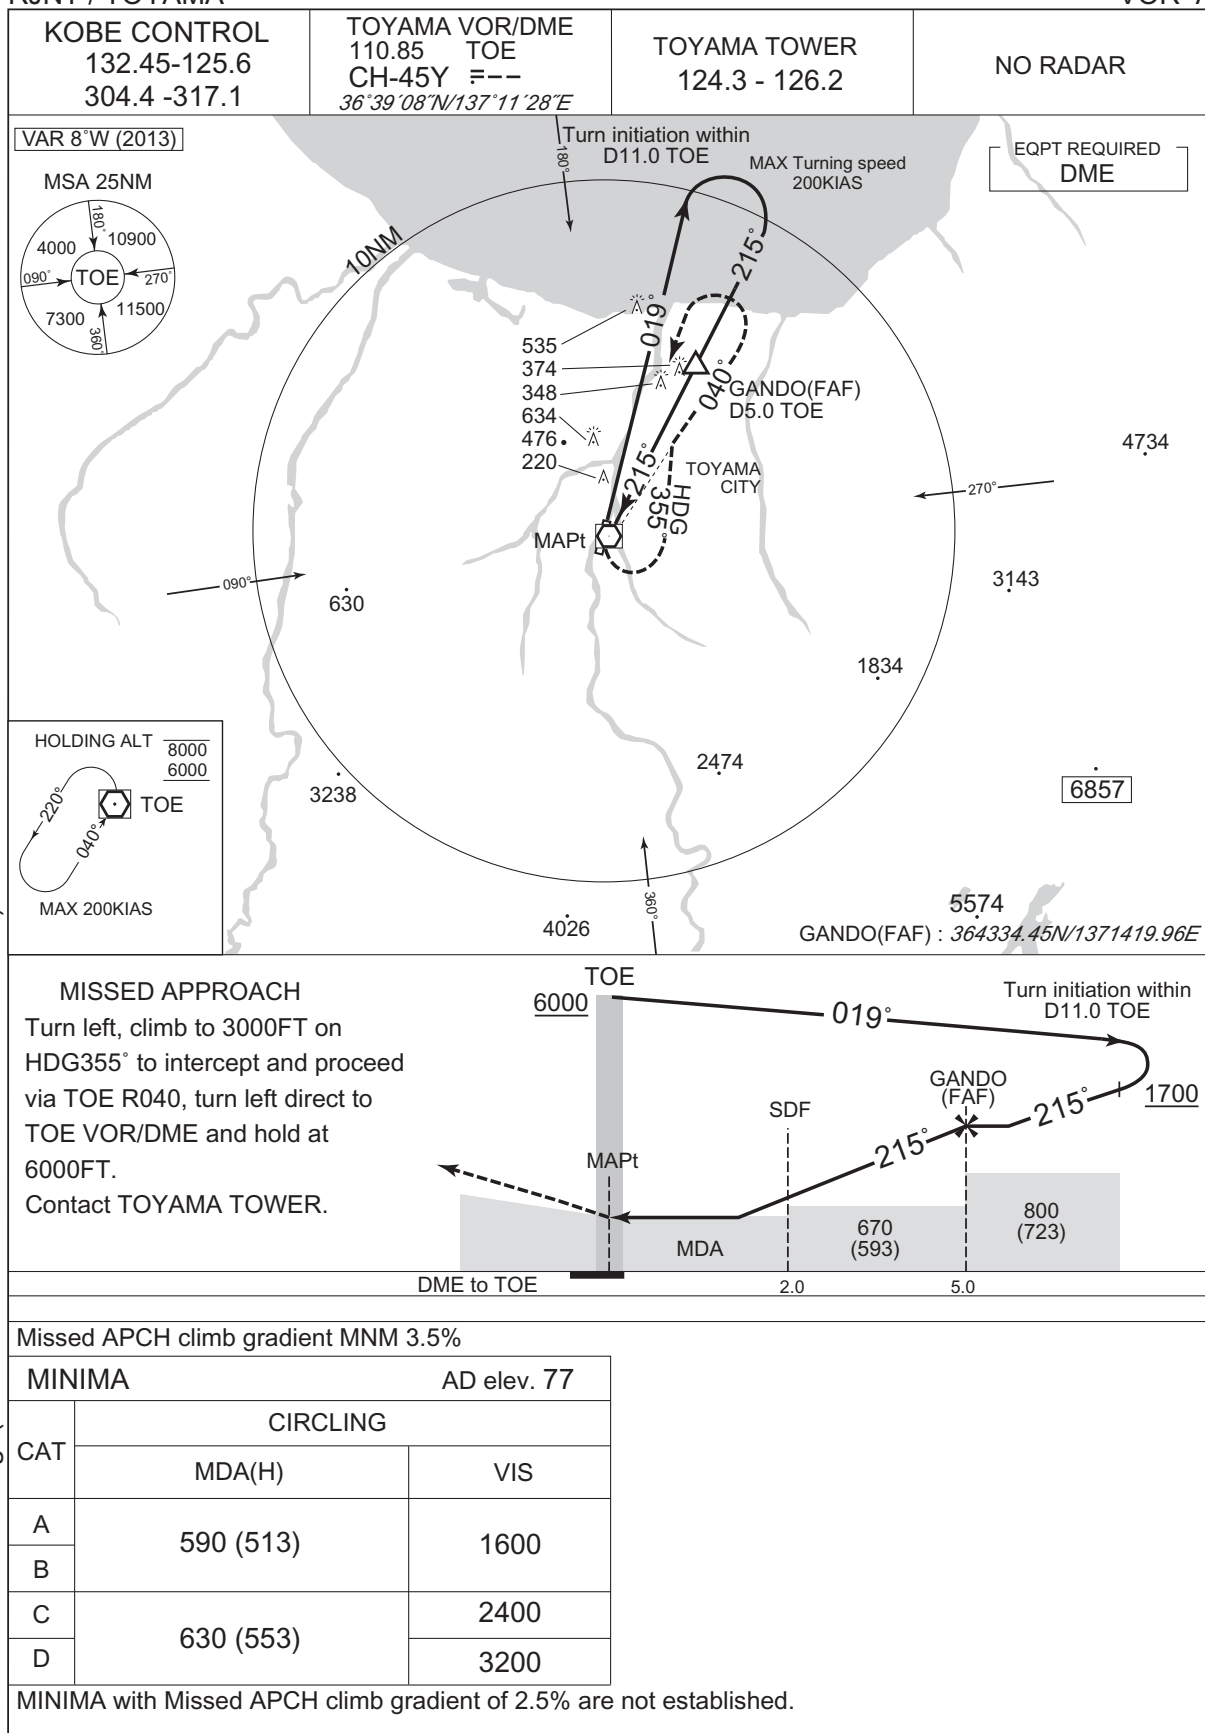 KOBE CONTROL
132.45-125.6
304.4 -317.1
TOYAMA VOR/DME
110.85 TOE
CH-45Y
36°39´08˝N/137°11´28˝E
TOYAMA TOWER
124.3 - 126.2
NO RADAR
VAR 8°W (2013)
MSA 25NM
180°
4000
10900
090°
TOE
270°
7300
11500
360°
180°
Turn initiation within
D11.0 TOE
MAX Turning speed
200KIAS
EQPT REQUIRED
DME
10NM
215°
019°
535
374
348
634
476
220
040°
GANDO(FAF)
D5.0 TOE
215°
HDG
355°
TOYAMA
CITY
4734
270°
MAPt
090°
630
3143
1834
2474
3238
6857
360°
4026
5574
GANDO(FAF) : 364334.45N/1371419.96E
HOLDING ALT
8000
6000
220°
040°
TOE
MAX 200KIAS
MISSED APPROACH
Turn left, climb to 3000FT on
HDG355° to intercept and proceed
via TOE R040, turn left direct to
TOE VOR/DME and hold at
6000FT.
Contact TOYAMA TOWER.
TOE
6000
019°
Turn initiation within
D11.0 TOE
GANDO
(FAF)
1700
215°
SDF
215°
MAPt
MDA
670
(593)
800
(723)
DME to TOE
2.0
5.0
Missed APCH climb gradient MNM 3.5%
MINIMA
AD elev. 77
CAT
CIRCLING
MDA(H)
VIS
A
B
590 (513)
1600
C
D
630 (553)
2400
3200
MINIMA with Missed APCH climb gradient of 2.5% are not established.